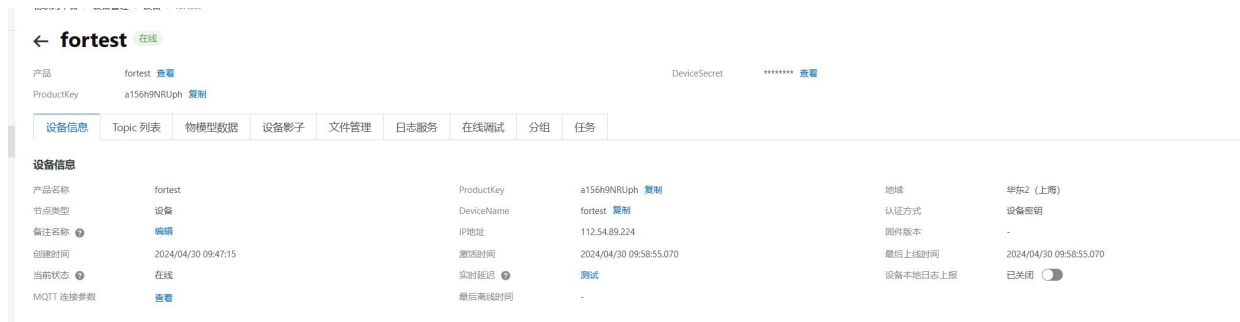 ← fortest 在线
产品 fortest 查看 DeviceSecret ******** 查看
ProductKey a156h9NRUph 复制
设备信息 Topic 列表 物模型数据 设备影子 文件管理 日志服务 在线调试 分组 任务
设备信息
产品名称 fortest ProductKey a156h9NRUph 复制 地域 华东2（上海）
节点类型 设备 DeviceName fortest 复制 认证方式 设备密钥
备注名称 编辑 IP地址 112.54.89.224 固件版本 -
创建时间 2024/04/30 09:47:15 激活时间 2024/04/30 09:58:55.070 最后上线时间 2024/04/30 09:58:55.070
当前状态 在线 实时延迟 测试 设备本地日志上报 已关闭
MQTT 连接参数 查看 最后离线时间 -